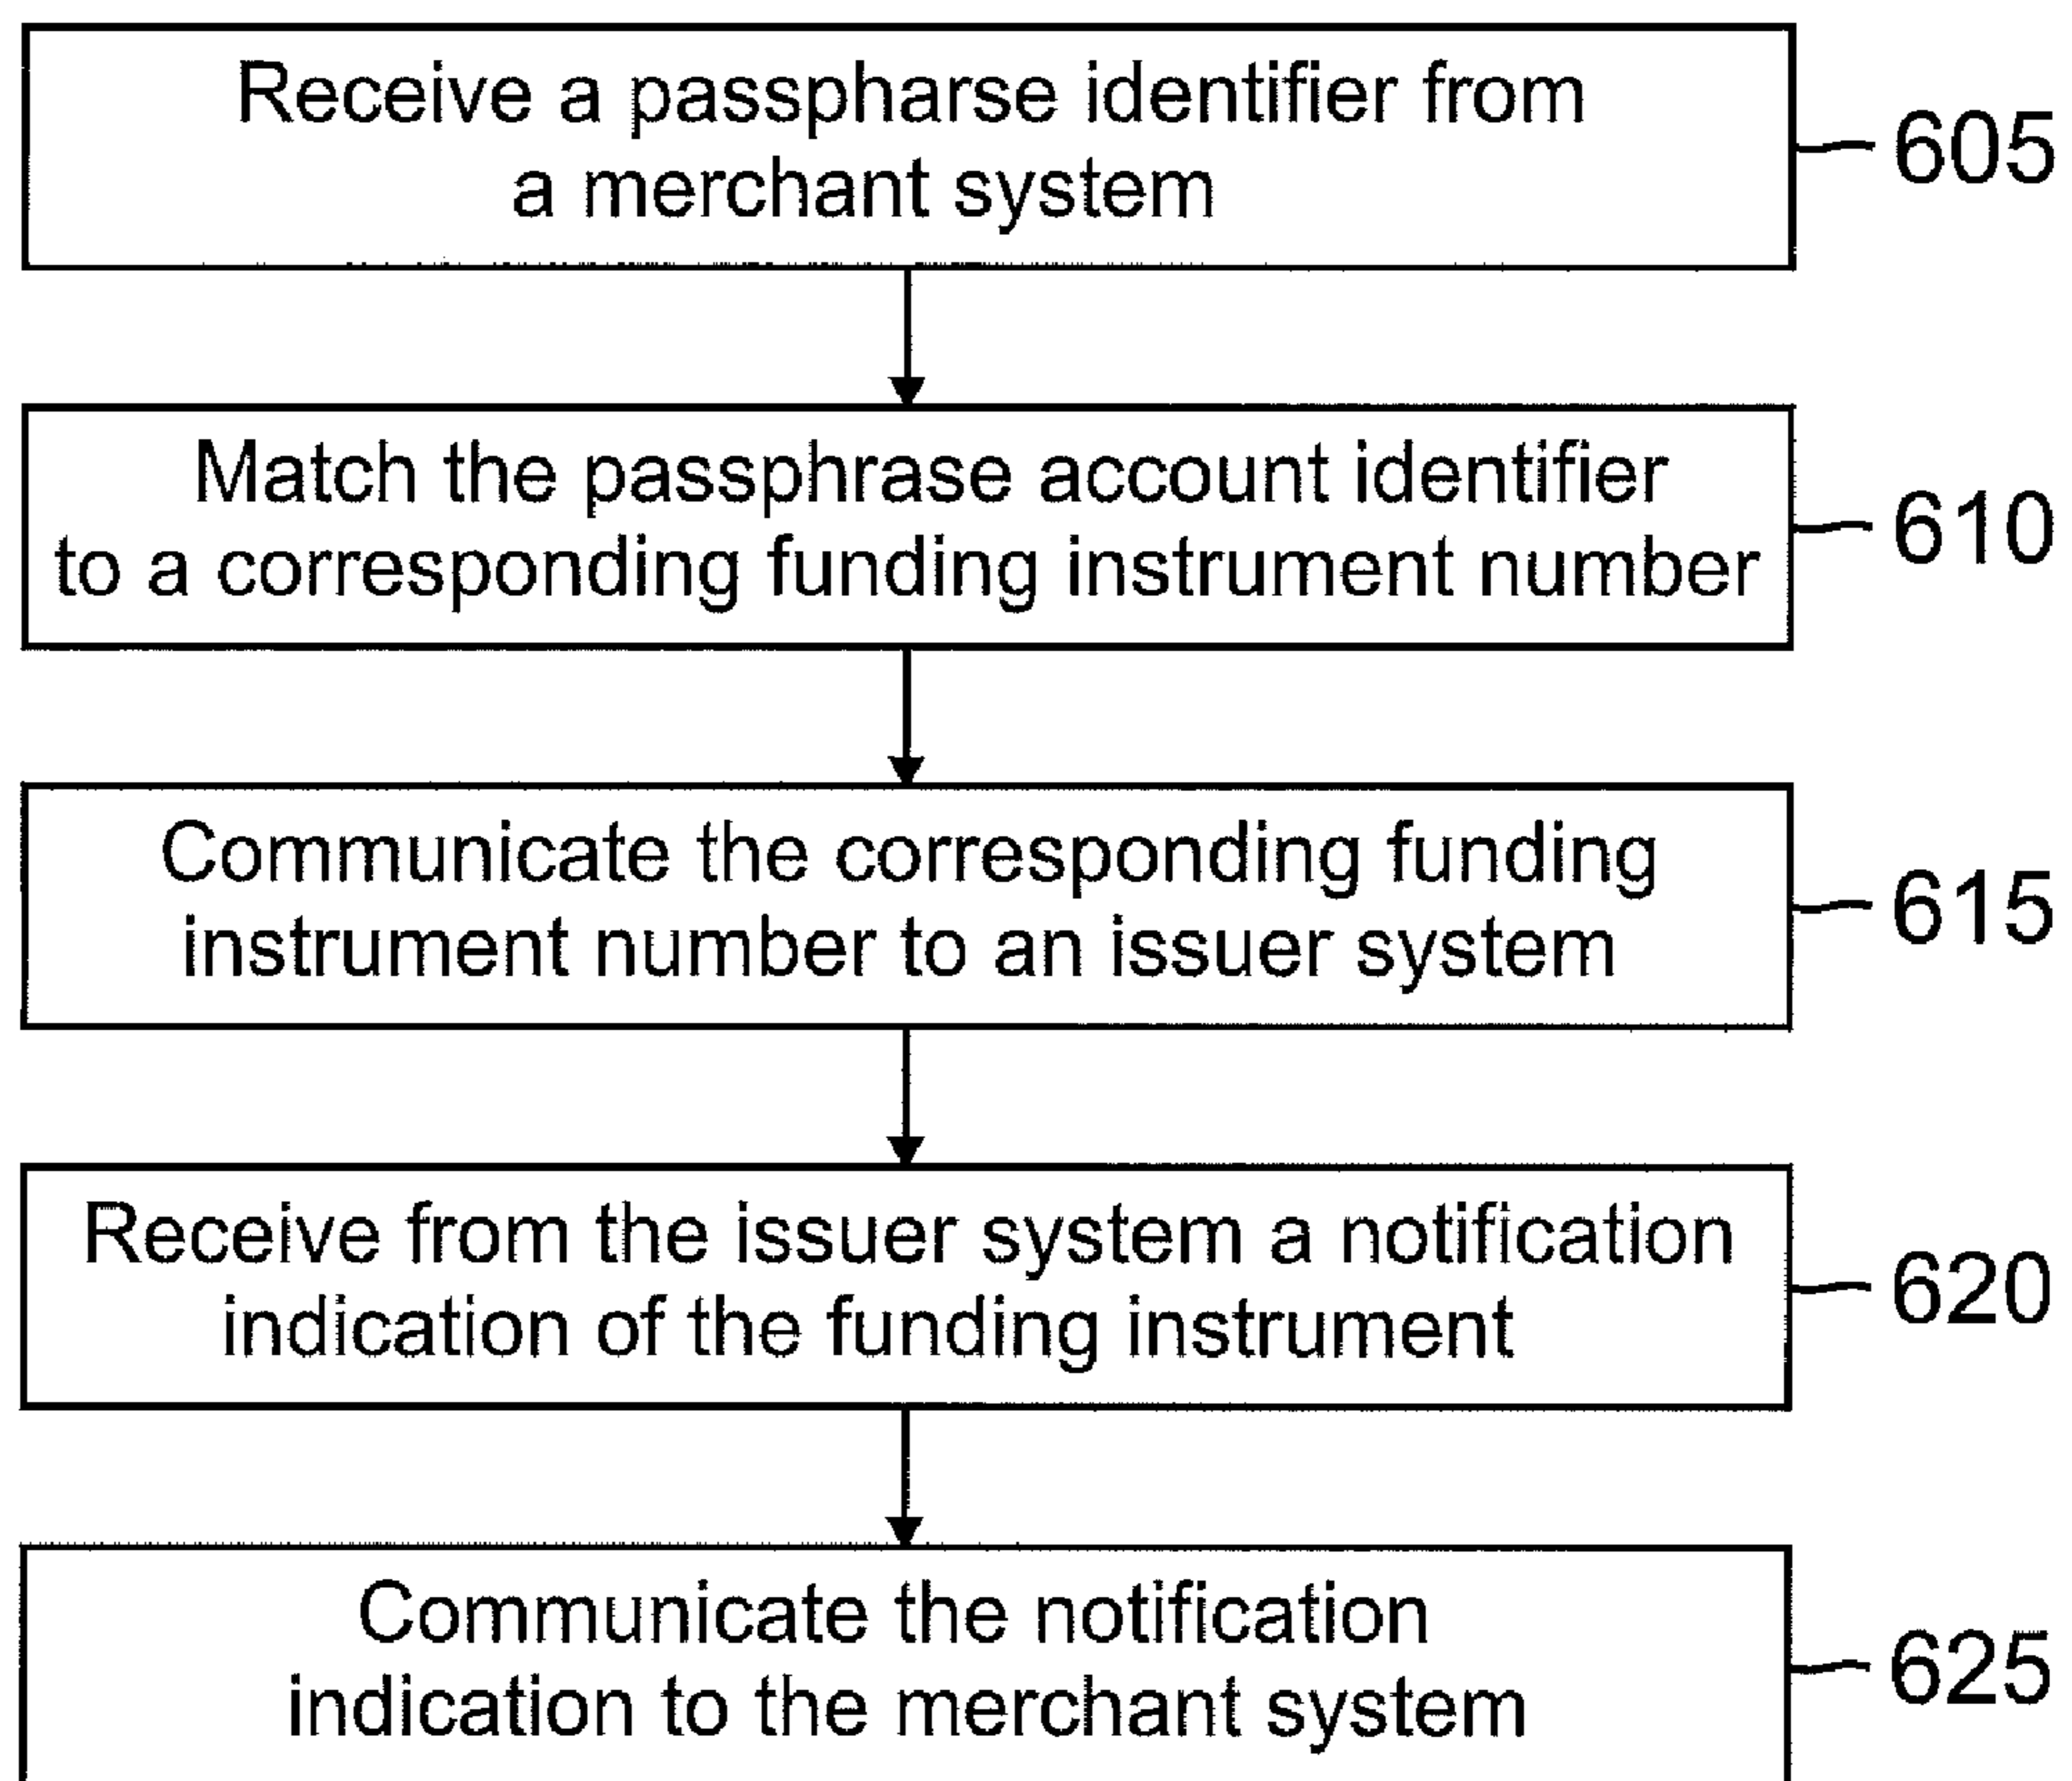 Receive a passpharse identifier from
a merchant system
605
Match the passphrase account identifier
to a corresponding funding instrument number
610
Communicate the corresponding funding
instrument number to an issuer system
615
Receive from the issuer system a notification
indication of the funding instrument
620
Communicate the notification
indication to the merchant system
625